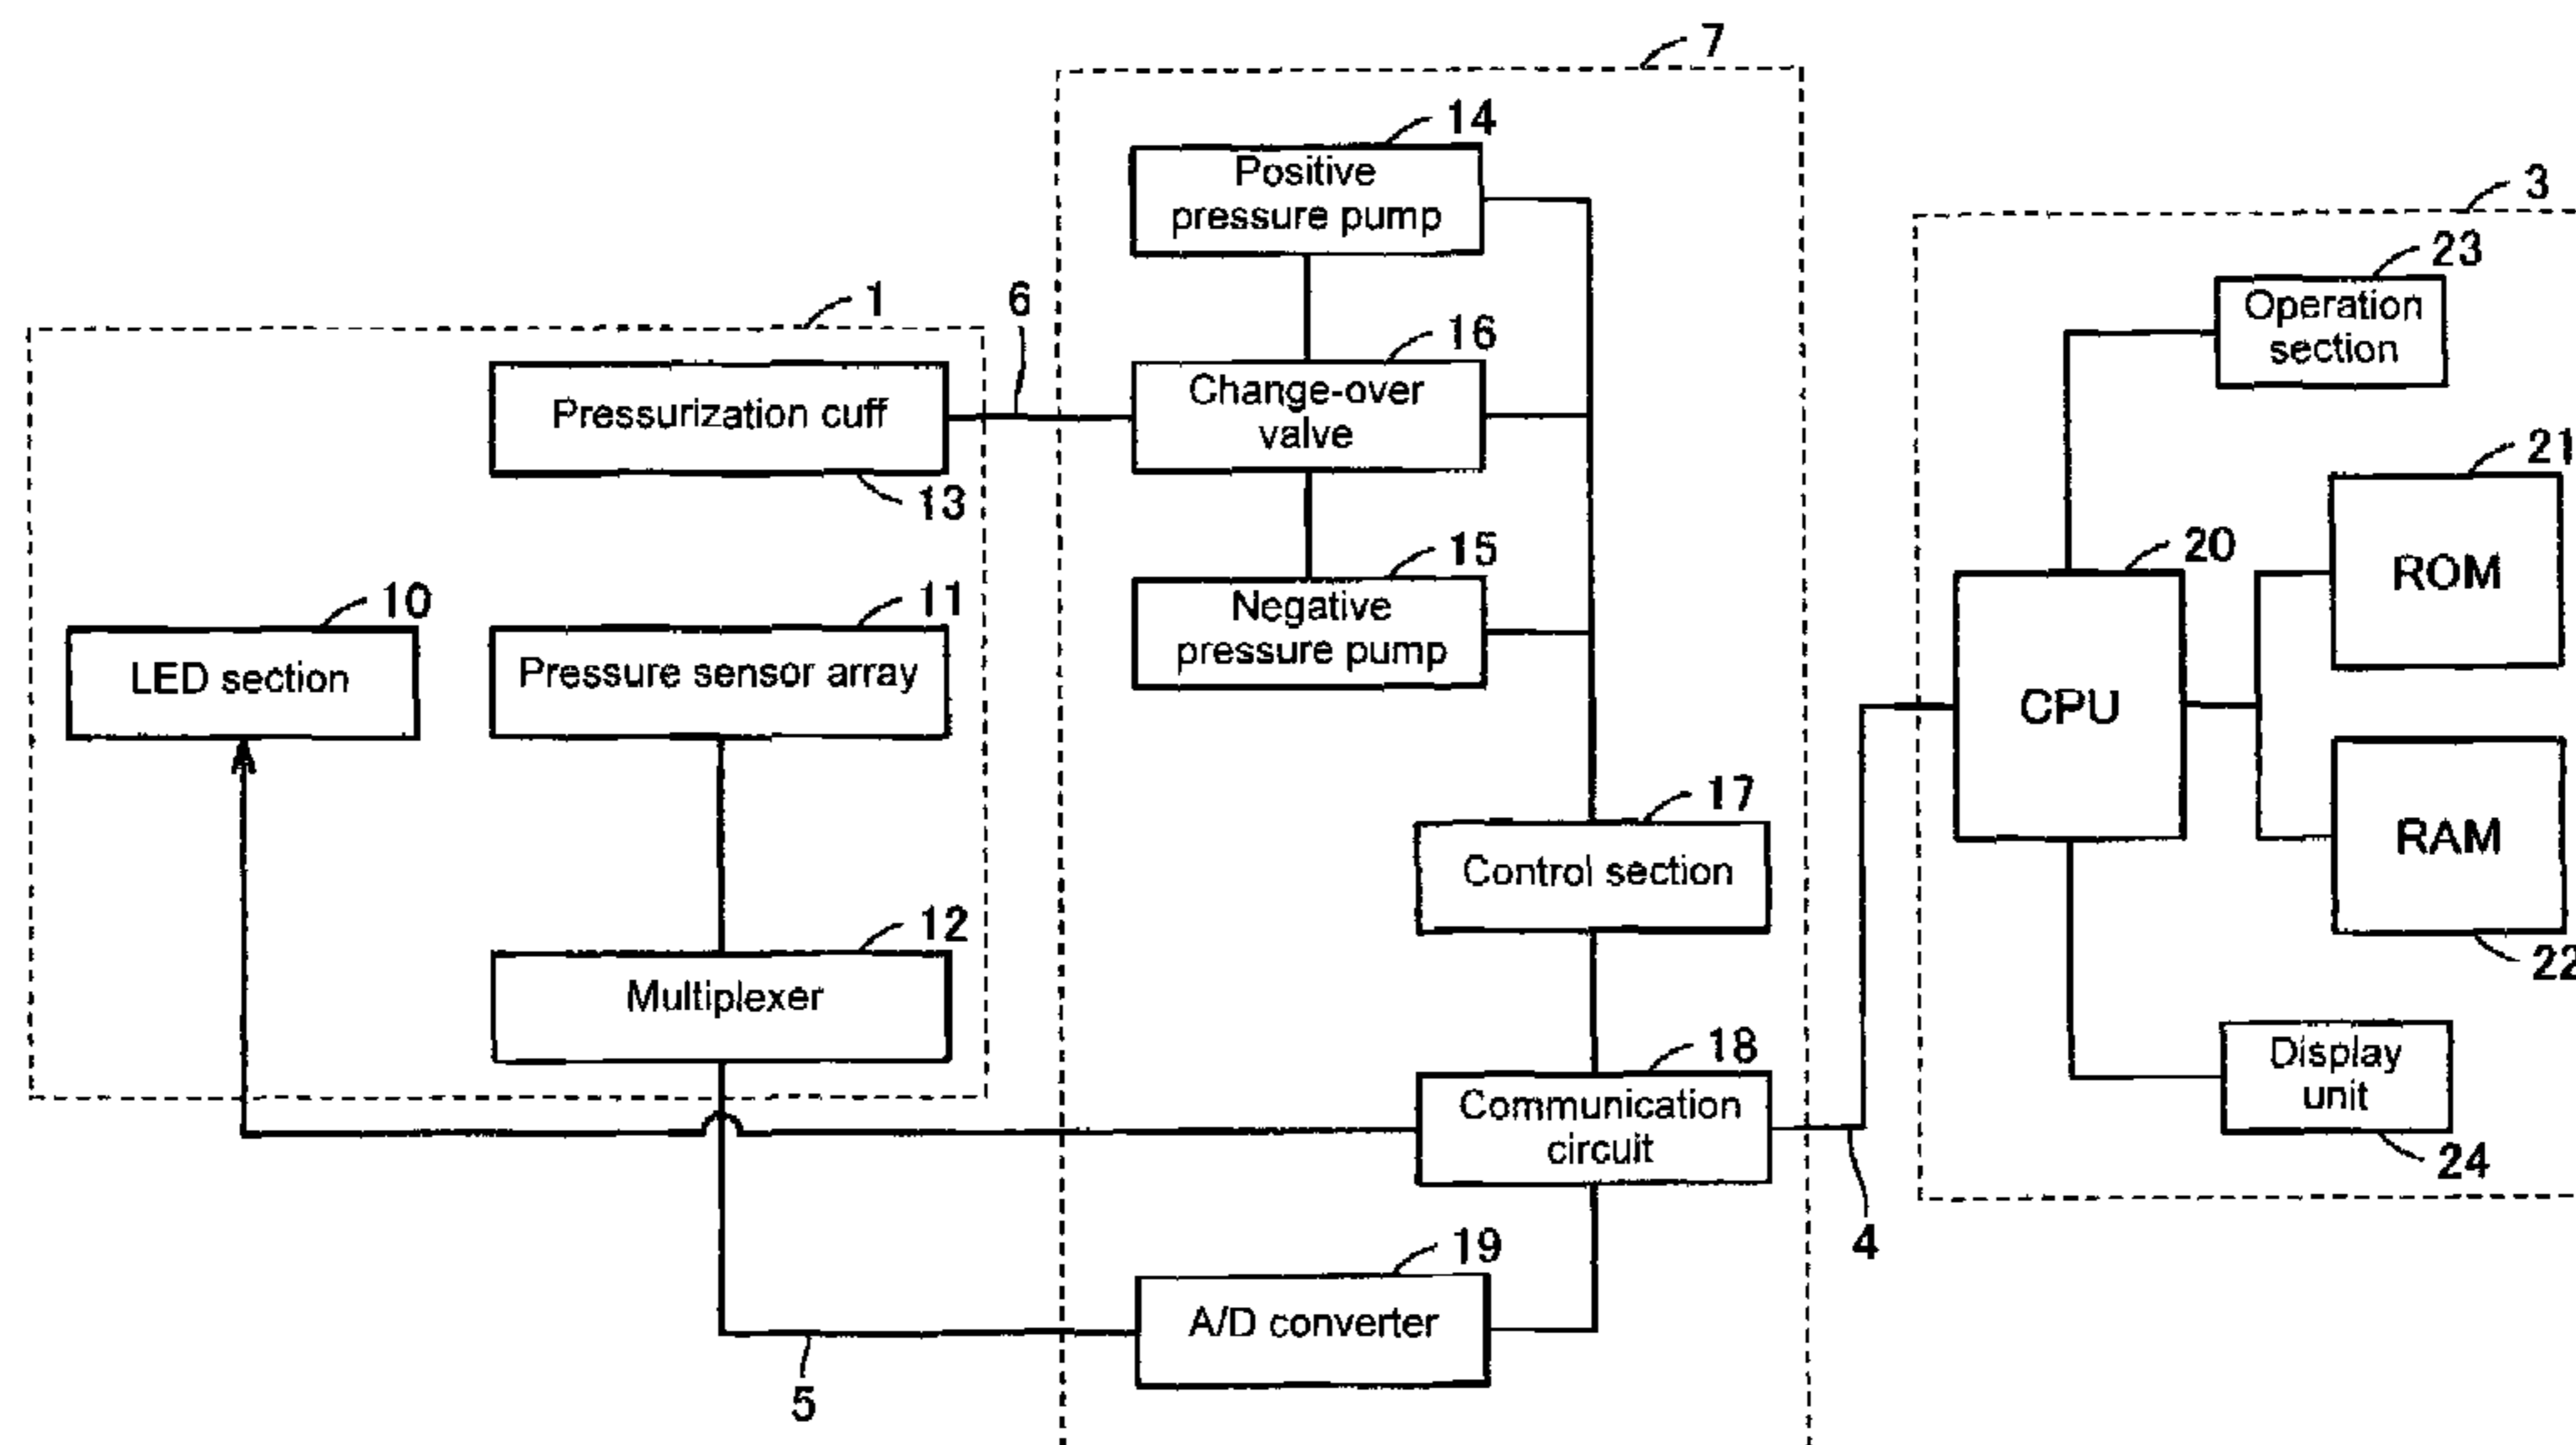 7
14
Positive
pressure pump
3
23
Operation
section
1
6
16
Pressurization cuff
Change-over
valve
13
21
ROM
15
Negative
pressure pump
20
CPU
10
LED section
11
Pressure sensor array
17
Control section
RAM
22
12
Multiplexer
18
Communication
circuit
Display
unit
24
4
19
A/D converter
5